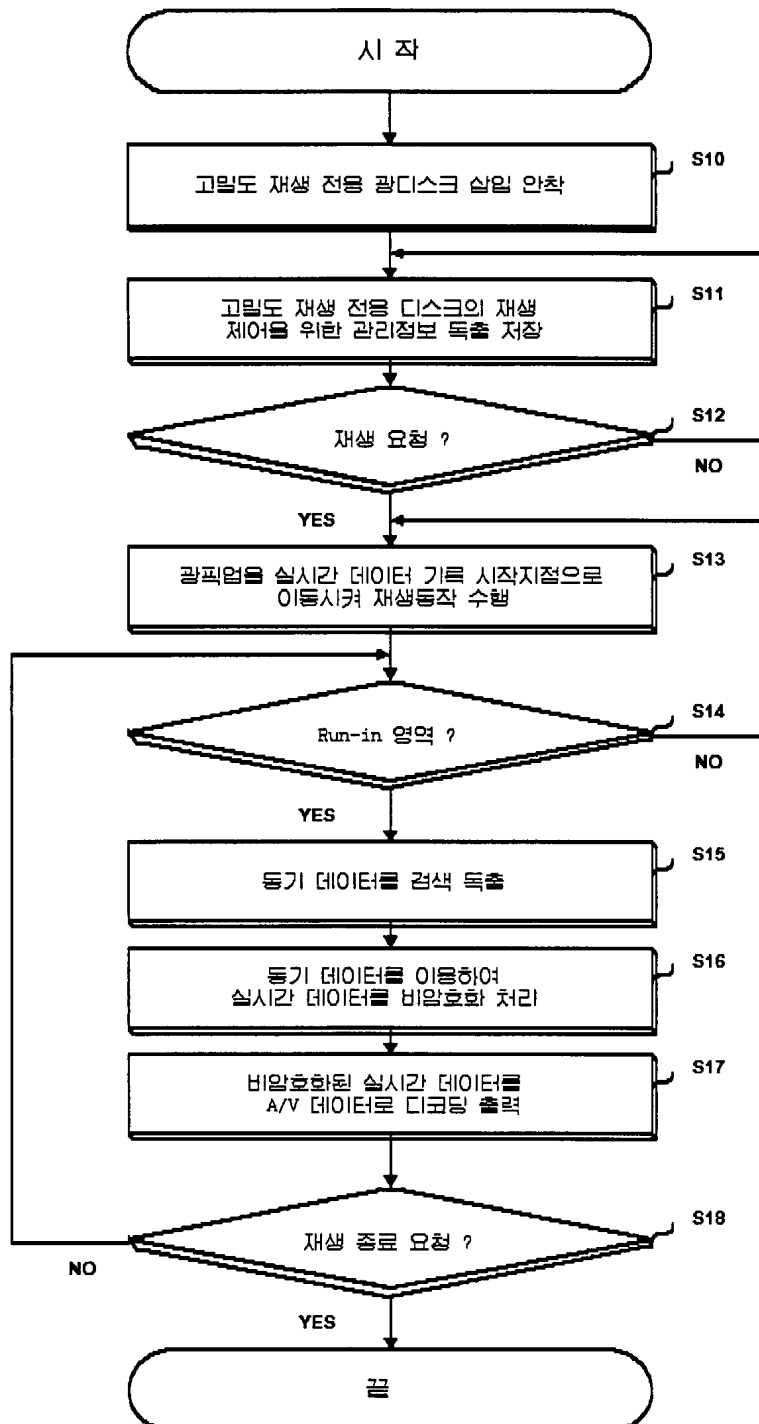 시 작
S10
고밀도 재생 전용 광디스크 삽입 안착
S11
고밀도 재생 전용 디스크의 재생
제어을 위한 관리정보 독출 저장
S12
재생 요청 ?
NO
YES
S13
광픽업을 실시간 데이터 기록 시작지점으로
이동시켜 재생동작 수행
S14
Run-in 영역 ?
NO
YES
S15
동기 데이터를 검색 독출
S16
동기 데이터를 이용하여
실시간 데이터를 비암호화 처리
S17
비암호화된 실시간 데이터를
A/V 데이터로 디코딩 출력
S18
재생 종료 요청 ?
NO
YES
끝